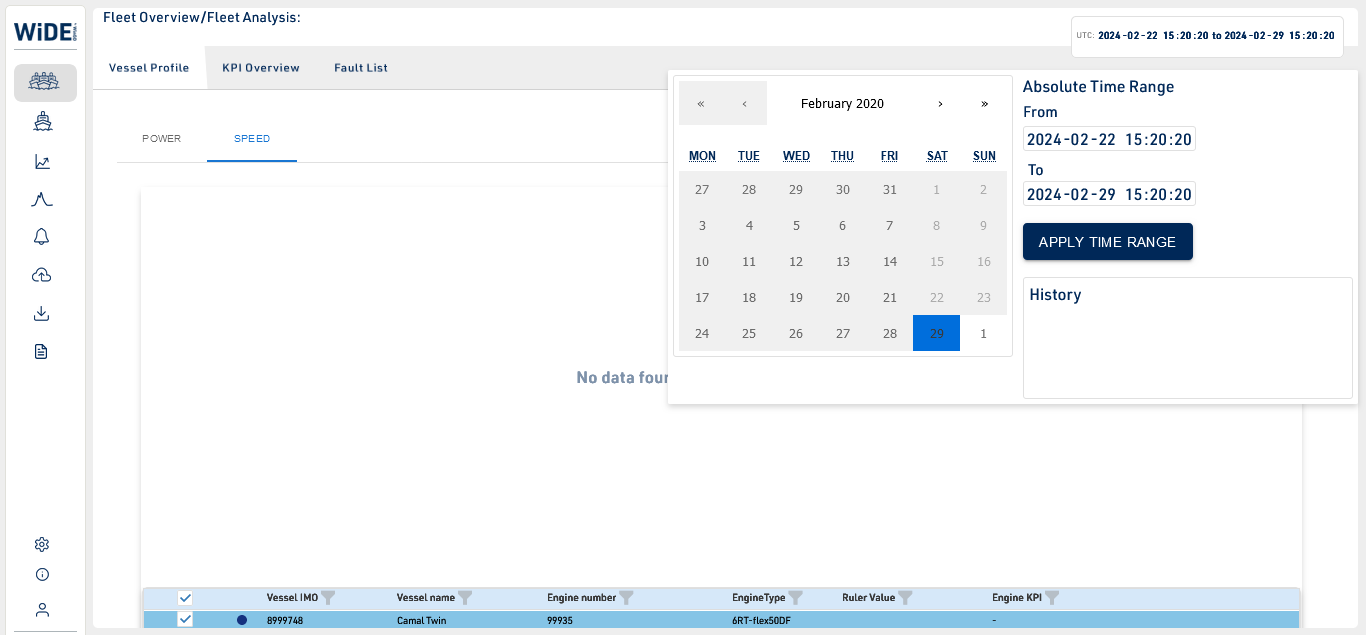 WiDE
Fleet Overview/Fleet Analysis:
UTC: 2024-02-22 15:20:20 to 2024-02-29 15:20:20
Vessel Profile KPI Overview Fault List
« ‹ February 2020 › »
Absolute Time Range
From
2024-02-22 15:20:20
POWER SPEED
MON TUE WED THU FRI SAT SUN
To
27 28 29 30 31 1 2
2024-02-29 15:20:20
3 4 5 6 7 8 9
APPLY TIME RANGE
10 11 12 13 14 15 16
17 18 19 20 21 22 23
History
24 25 26 27 28 29 1
No data four
Vessel IMO Vessel name Engine number EngineType Ruler Value Engine KPI
8999748 Camal Twin 99935 6RT-flex50DF -